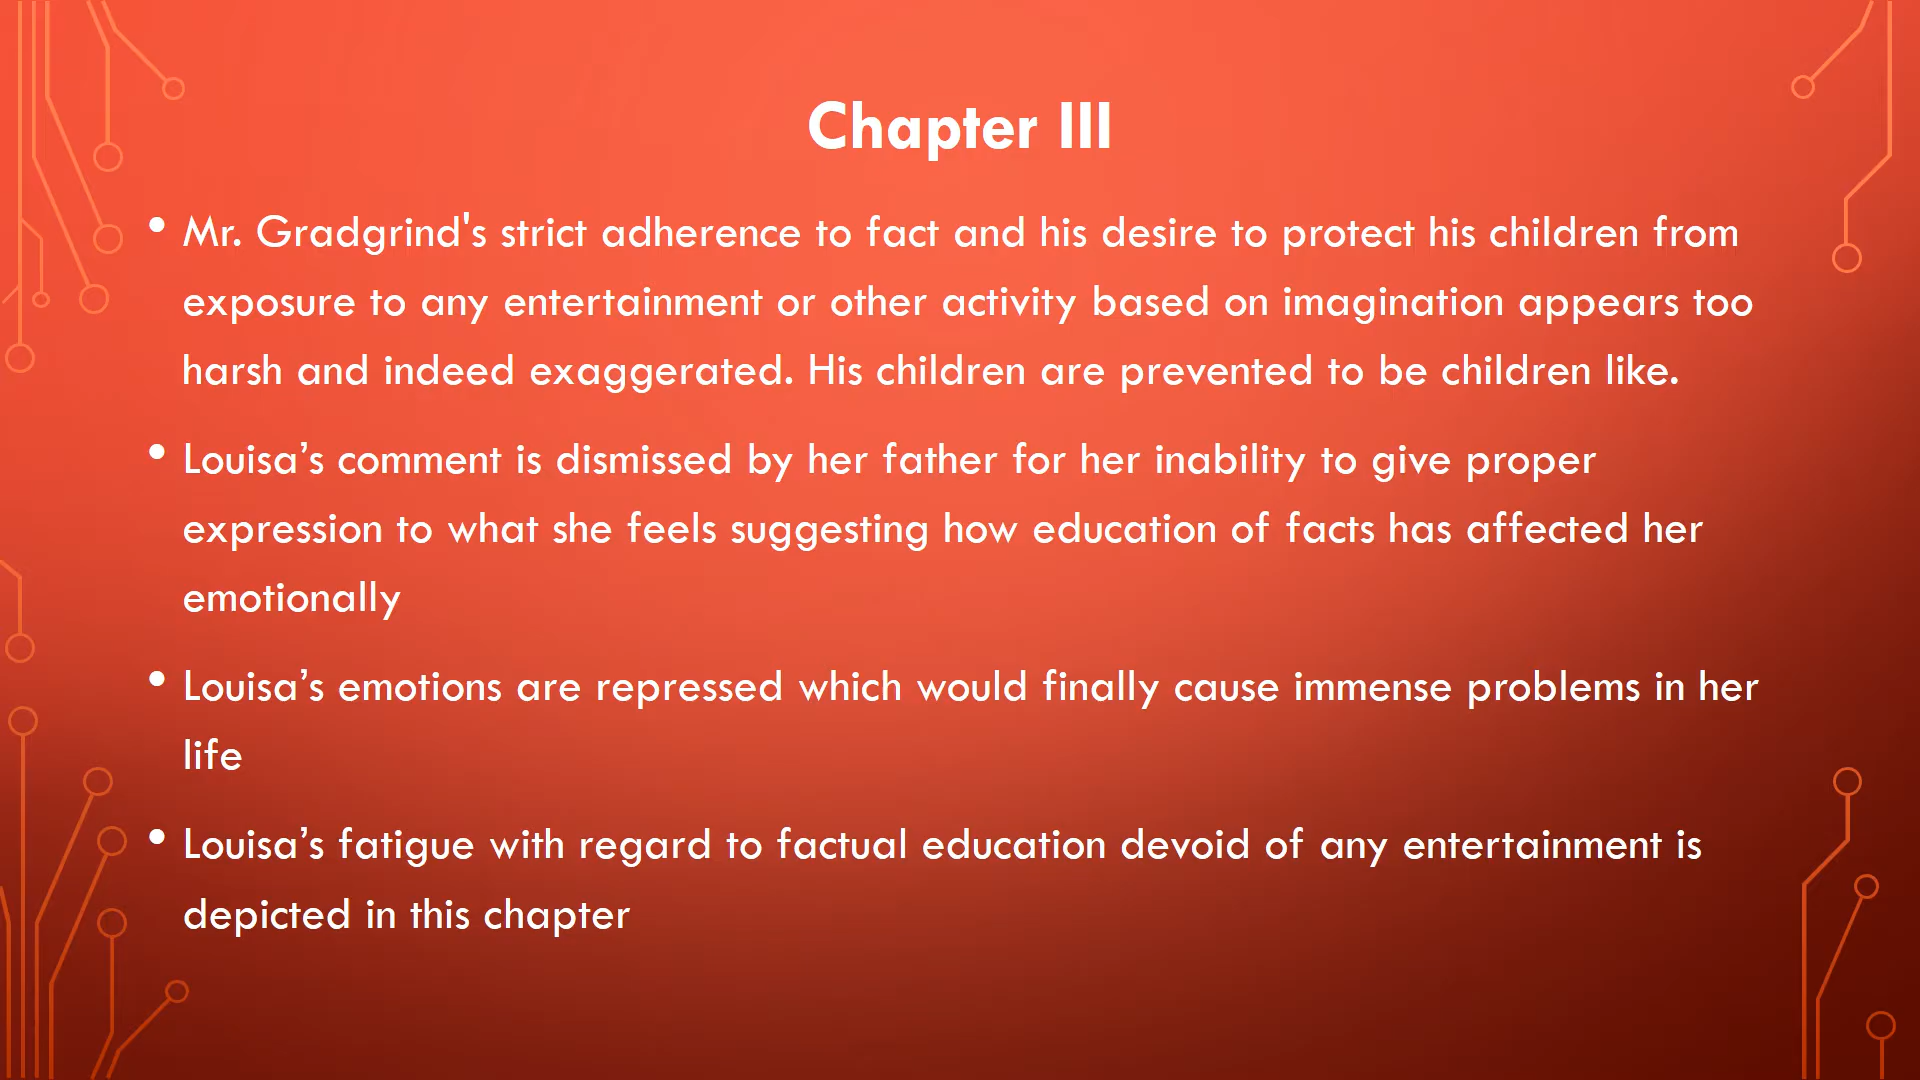 Chapter III
• Mr. Gradgrind's strict adherence to fact and his desire to protect his children from
exposure to any entertainment or other activity based on imagination appears too
harsh and indeed exaggerated. His children are prevented to be children like.
• Louisa’s comment is dismissed by her father for her inability to give proper
expression to what she feels suggesting how education of facts has affected her
emotionally
• Louisa’s emotions are repressed which would finally cause immense problems in her
life
• Louisa’s fatigue with regard to factual education devoid of any entertainment is
depicted in this chapter